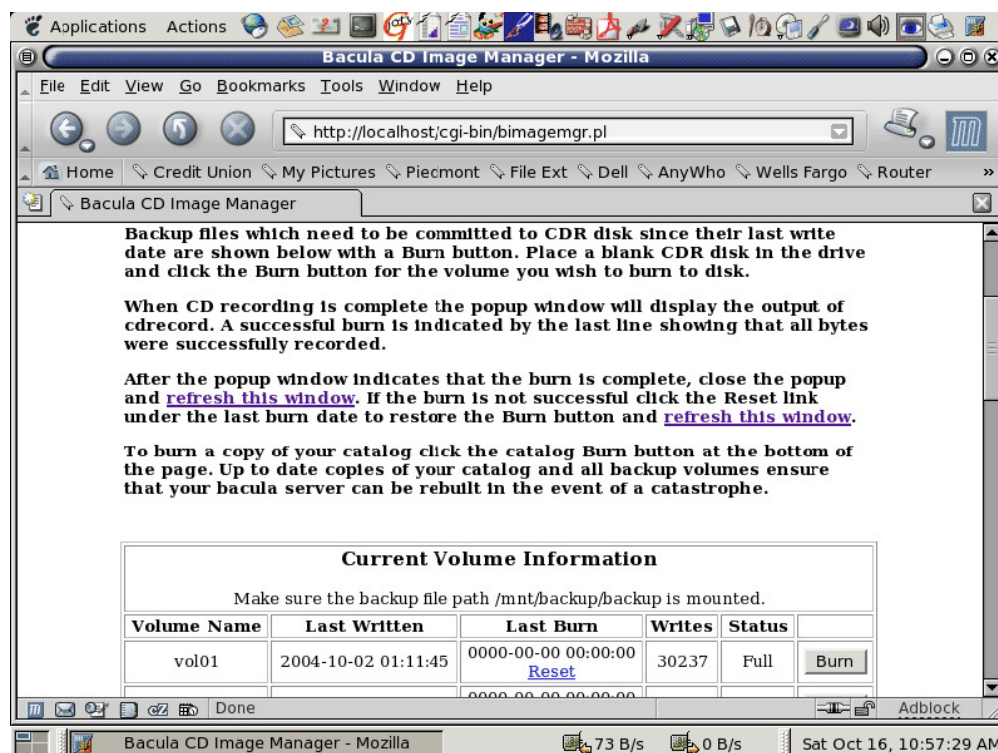 Applications Actions
Bacula CD Image Manager - Mozilla
File Edit View Go Bookmarks Tools Window Help
http://localhost/cgi-bin/bimagemgr.pl
Home Credit Union My Pictures Piecmont File Ext Dell AnyWho Wells Fargo Router »
Bacula CD Image Manager
Backup files which need to be committed to CDR disk since their last write
date are shown below with a Burn button. Place a blank CDR disk in the drive
and click the Burn button for the volume you wish to burn to disk.
When CD recording is complete the popup window will display the output of
cdrecord. A successful burn is indicated by the last line showing that all bytes
were successfully recorded.
After the popup window indicates that the burn is complete, close the popup
and refresh this window. If the burn is not successful click the Reset link
under the last burn date to restore the Burn button and refresh this window.
To burn a copy of your catalog click the catalog Burn button at the bottom of
the page. Up to date copies of your catalog and all backup volumes ensure
that your bacula server can be rebuilt in the event of a catastrophe.
Current Volume Information
Make sure the backup file path /mnt/backup/backup is mounted.
Volume Name Last Written Last Burn Writes Status
vol01 2004-10-02 01:11:45 0000-00-00 00:00:00 30237 Full Burn
Reset
0000-00-00 00:00:00
Done Adblock
Bacula CD Image Manager - Mozilla 73 B/s 0 B/s Sat Oct 16, 10:57:29 AM